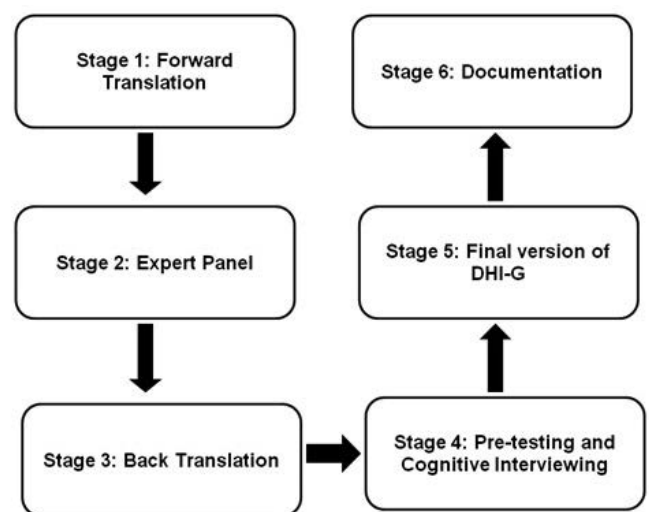 Stage 1: Forward
Translation
Stage 2: Expert Panel
Stage 3: Back Translation
Stage 4: Pre-testing and
Cognitive Interviewing
Stage 5: Final version of
DHI-G
Stage 6: Documentation